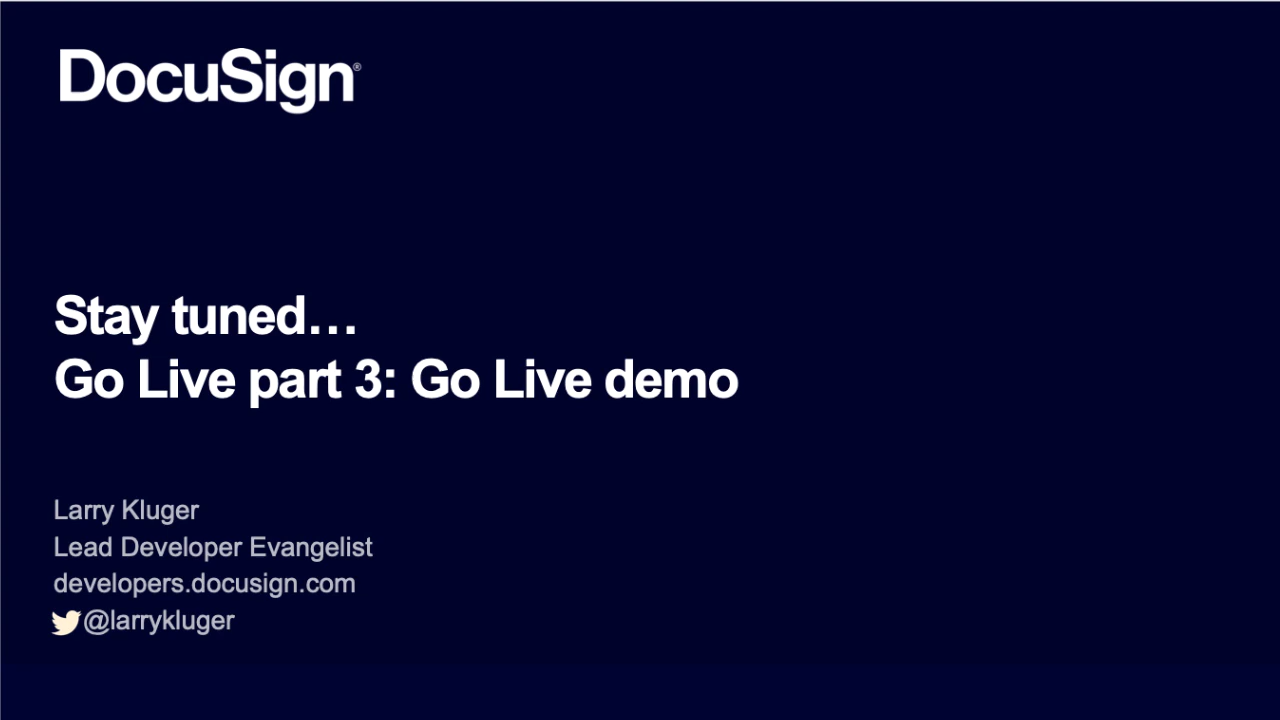 DocuSign®
Stay tuned…
Go Live part 3: Go Live demo
Larry Kluger
Lead Developer Evangelist
developers.docusign.com
@larrykluger